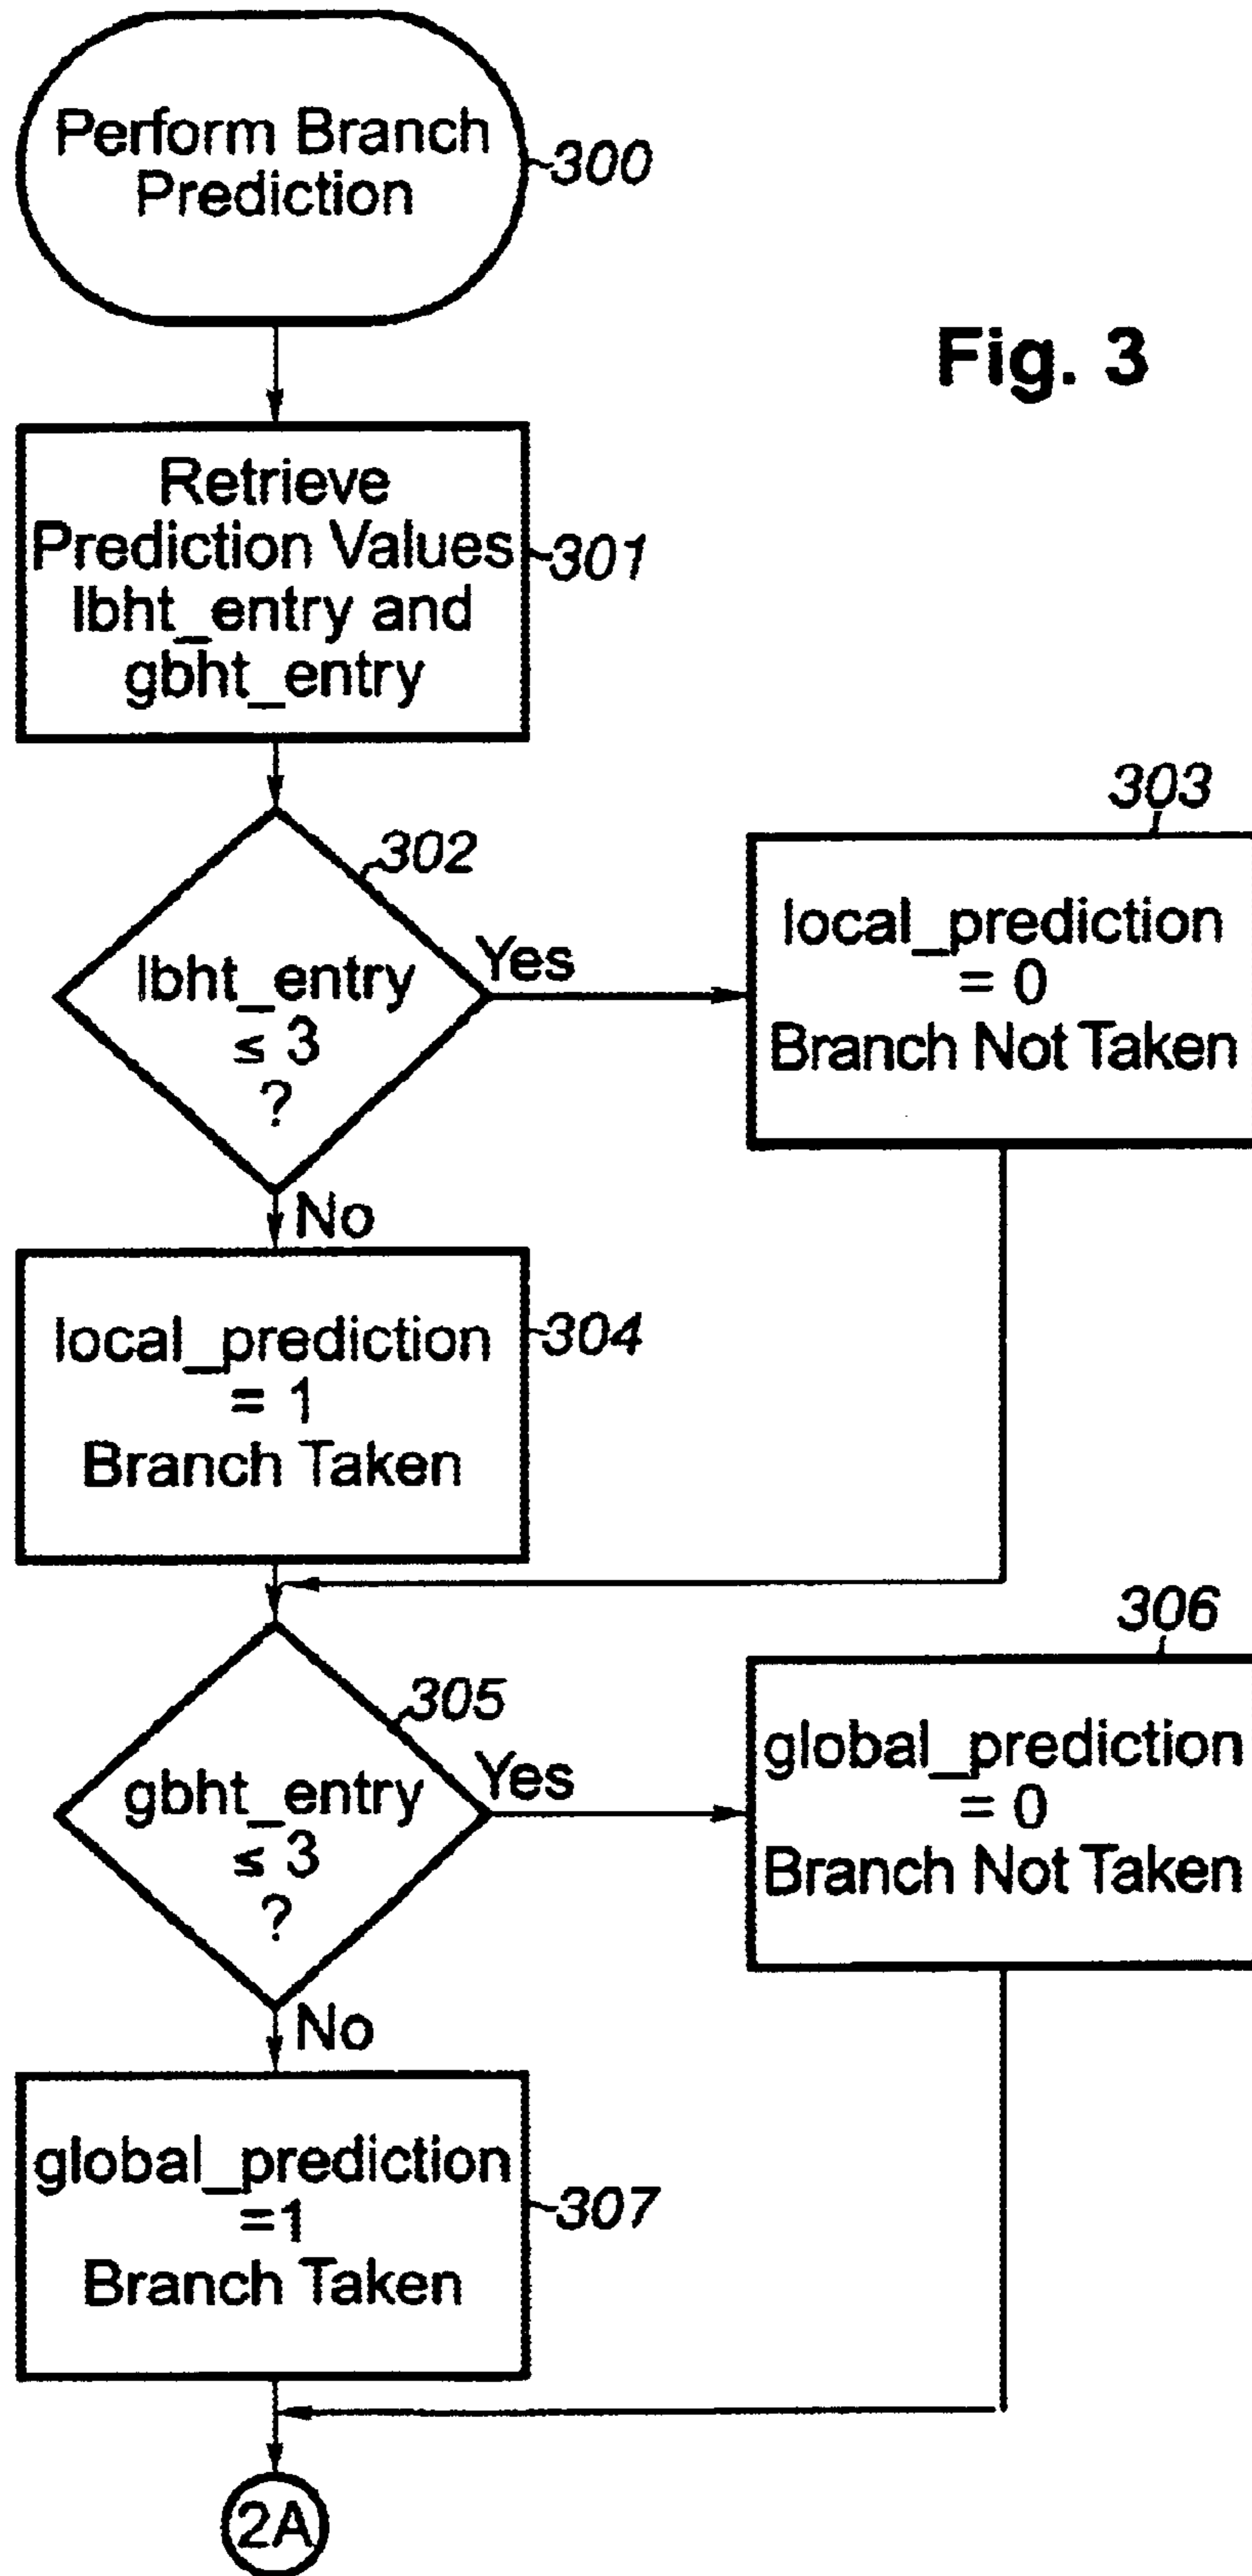 Perform Branch
Prediction
300
Fig. 3
Retrieve
Prediction Values
lbht_entry and
gbht_entry
301
302
lbht_entry
≤ 3
?
Yes
303
local_prediction
= 0
Branch Not Taken
No
local_prediction
= 1
Branch Taken
304
305
gbht_entry
≤ 3
?
Yes
306
global_prediction
= 0
Branch Not Taken
No
global_prediction
=1
Branch Taken
307
2A